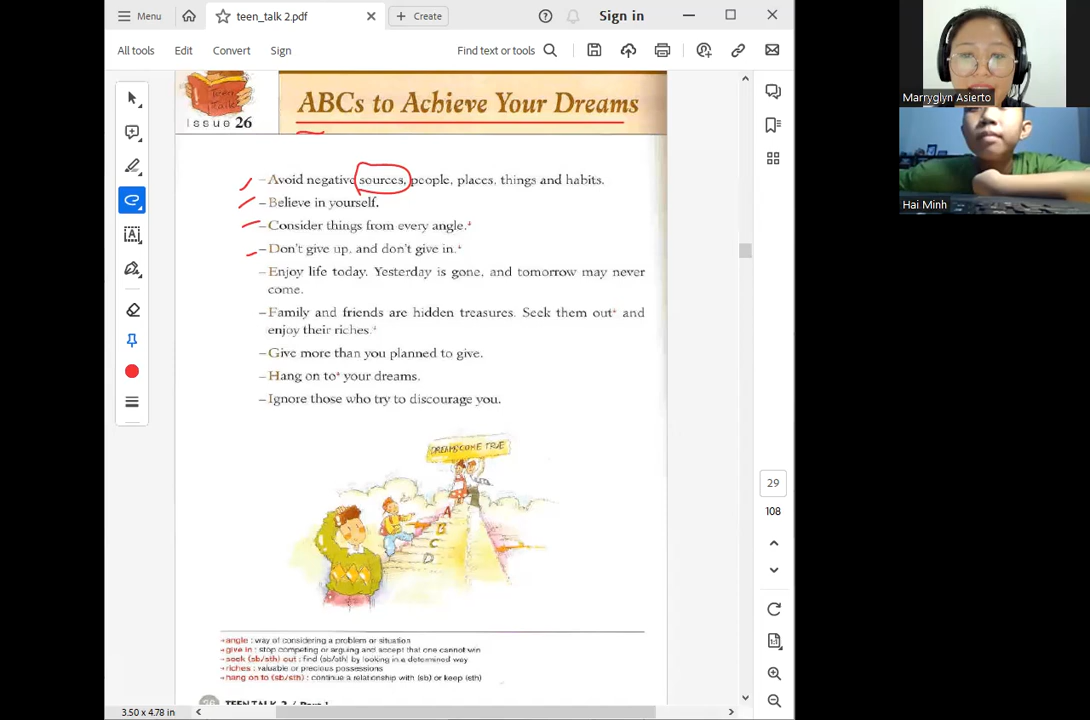 Menu
teen_talk 2.pdf
Create
Sign in
All tools
Edit
Convert
Sign
Find text or tools
Teen Talk
Issue 26
ABCs to Achieve Your Dreams
–Avoid negative sources, people, places, things and habits.
–Believe in yourself.
–Consider things from every angle.*
–Don't give up, and don't give in.*
–Enjoy life today. Yesterday is gone, and tomorrow may never
come.
–Family and friends are hidden treasures. Seek them out* and
enjoy their riches.*
–Give more than you planned to give.
–Hang on to* your dreams.
–Ignore those who try to discourage you.
DREAMS COME TRUE
A
B
C
D
angle : way of considering a problem or situation
give in : stop competing or arguing and accept that one cannot win
seek (sb/sth) out : find (sb/sth) by looking in a determined way
riches : valuable or precious possessions
hang on to (sb/sth) : continue a relationship with (sb) or keep (sth)
TEEN TALK 2 / Part 1
3.50 x 4.78 in
29
108
Marryglyn Asierto
Hai Minh